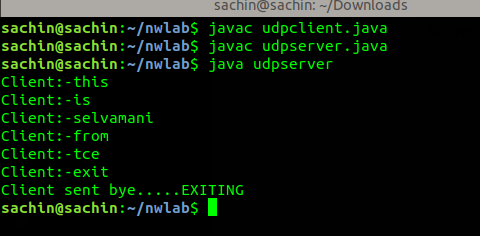 sachin@sachin: ~/Downloads
sachin@sachin:~/nwlab$ javac udpclient.java
sachin@sachin:~/nwlab$ javac udpserver.java
sachin@sachin:~/nwlab$ java udpserver
Client:-this
Client:-is
Client:-selvamani
Client:-from
Client:-tce
Client:-exit
Client sent bye.....EXITING
sachin@sachin:~/nwlab$